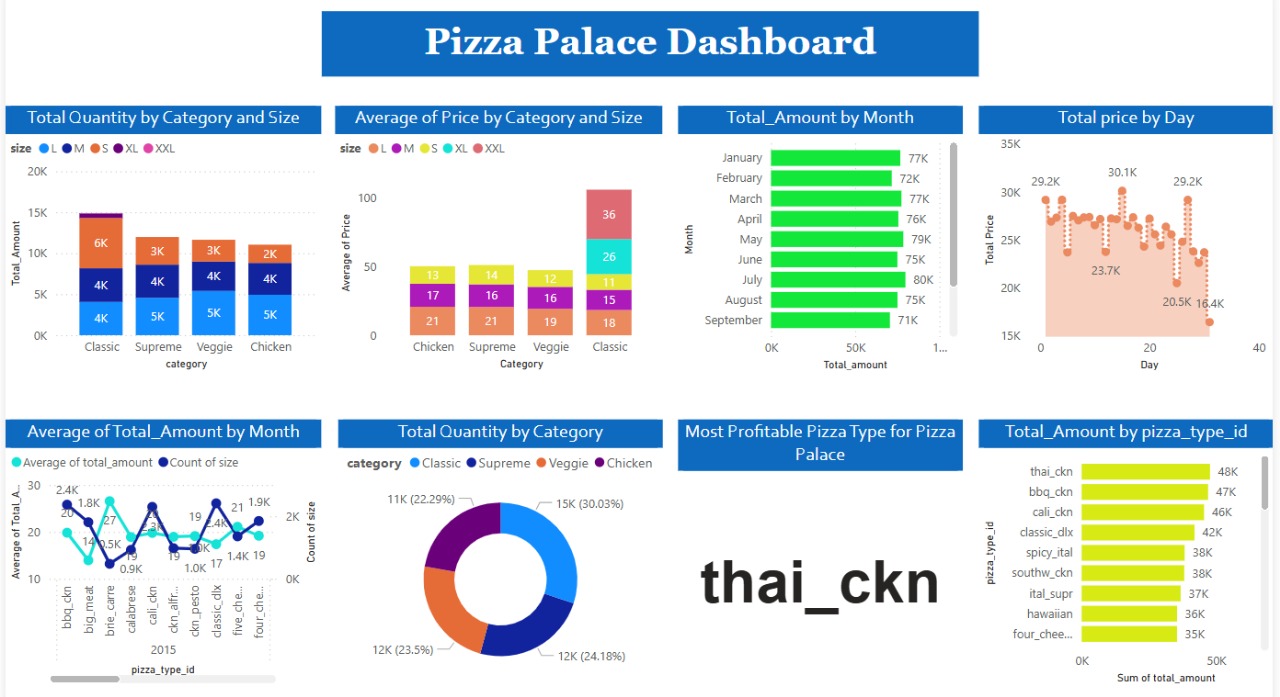 Pizza Palace Dashboard
Total Quantity by Category and Size
size L M S XL XXL
20K
15K
10K
5K
0K
Total_Amount
6K
4K
4K
3K
4K
5K
3K
4K
5K
2K
4K
5K
Classic Supreme Veggie Chicken
category
Average of Price by Category and Size
size L M S XL XXL
100
50
0
Average of Price
13
17
21
14
16
21
12
16
19
36
26
11
15
18
Chicken Supreme Veggie Classic
Category
Total_Amount by Month
Month
January 77K
February 72K
March 77K
April 76K
May 79K
June 75K
July 80K
August 75K
September 71K
0K 50K 1...
Total_amount
Total price by Day
35K
30K
25K
20K
15K
Total Price
29.2K
30.1K
29.2K
23.7K
20.5K
16.4K
0 20 40
Day
Average of Total_Amount by Month
Average of total_amount Count of size
30
20
10
Average of Total_A...
2K
0K
Count of size
2.4K
20
1.8K
14
27
0.5K
19
0.9K
19
19
1.0K
2.4K
17
21
1.4K
1.9K
19
bbq_ckn
big_meat
brie_carre
calabrese
cali_ckn
ckn_alfr...
ckn_pesto
classic_dlx
five_che...
four_che...
2015
pizza_type_id
Total Quantity by Category
category Classic Supreme Veggie Chicken
11K (22.29%)
15K (30.03%)
12K (23.5%)
12K (24.18%)
Most Profitable Pizza Type for Pizza
Palace
thai_ckn
Total_Amount by pizza_type_id
pizza_type_id
thai_ckn 48K
bbq_ckn 47K
cali_ckn 46K
classic_dlx 42K
spicy_ital 38K
southw_ckn 38K
ital_supr 37K
hawaiian 36K
four_chee... 35K
0K 50K
Sum of total_amount